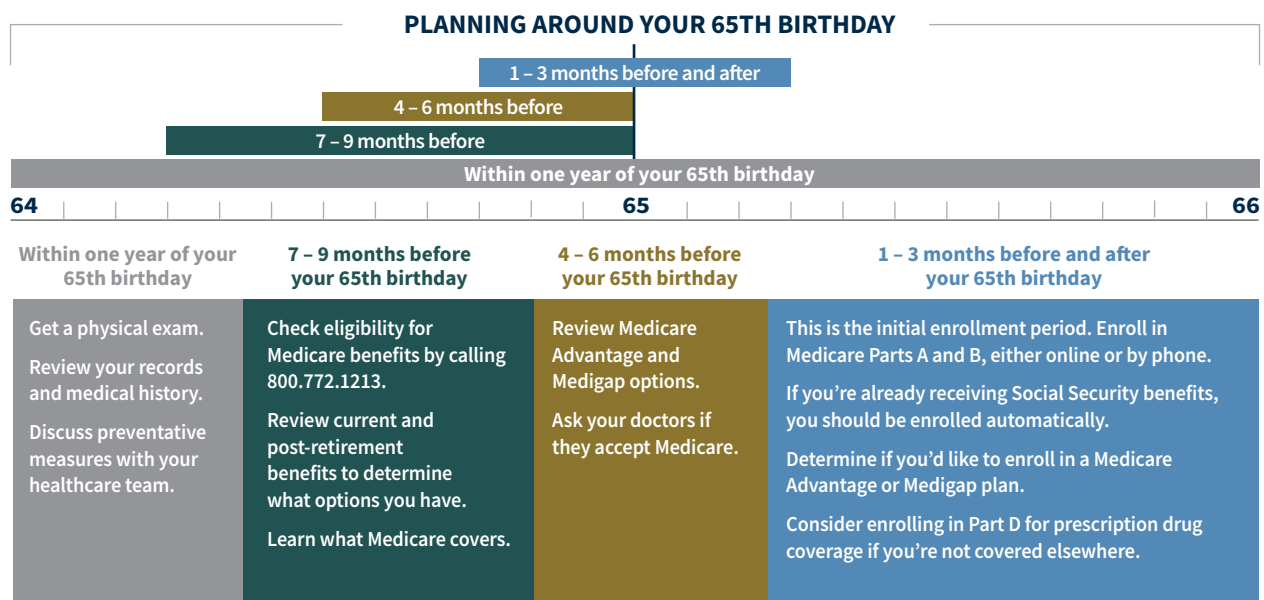 PLANNING AROUND YOUR 65TH BIRTHDAY
1 – 3 months before and after
4 – 6 months before
7 – 9 months before
Within one year of your 65th birthday
64
65
66
Within one year of your
65th birthday
Get a physical exam.
Review your records
and medical history.
Discuss preventative
measures with your
healthcare team.
7 – 9 months before
your 65th birthday
Check eligibility for
Medicare benefits by calling
800.772.1213.
Review current and
post-retirement
benefits to determine
what options you have.
Learn what Medicare covers.
4 – 6 months before
your 65th birthday
Review Medicare
Advantage and
Medigap options.
Ask your doctors if
they accept Medicare.
1 – 3 months before and after
your 65th birthday
This is the initial enrollment period. Enroll in
Medicare Parts A and B, either online or by phone.
If you’re already receiving Social Security benefits,
you should be enrolled automatically.
Determine if you’d like to enroll in a Medicare
Advantage or Medigap plan.
Consider enrolling in Part D for prescription drug
coverage if you’re not covered elsewhere.